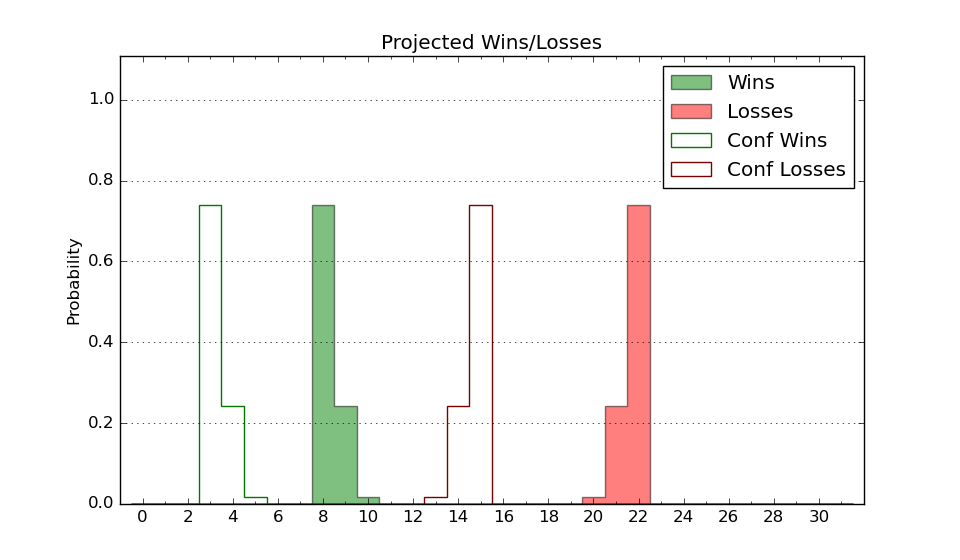 Projected Wins/Losses
Wins
Losses
Conf Wins
Conf Losses
Probability
1.0
0.8
0.6
0.4
0.2
0.0
0 2 4 6 8 10 12 14 16 18 20 22 24 26 28 30